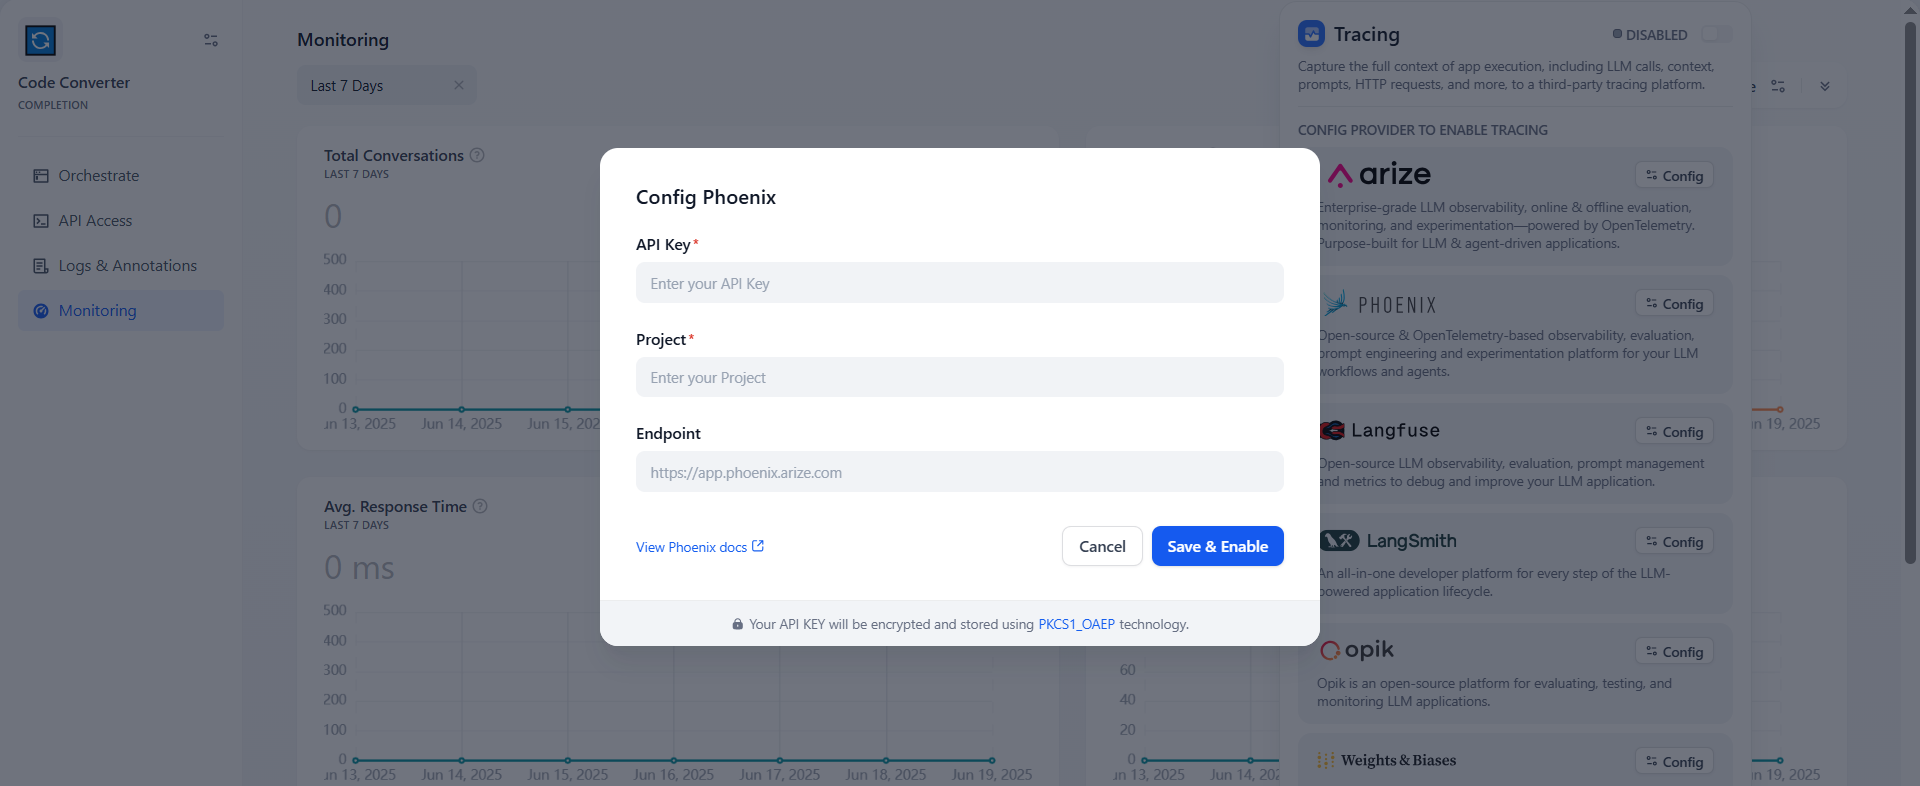 Code Converter
COMPLETION
Orchestrate
API Access
Logs & Annotations
Monitoring
Monitoring
Last 7 Days
Total Conversations
LAST 7 DAYS
0
500
400
300
200
100
0
un 13, 2025 Jun 14, 2025 Jun 15, 202
Avg. Response Time
LAST 7 DAYS
0 ms
500
400
300
200
100
0
un 13, 2025 Jun 14, 2025 Jun 15, 2025 Jun 16, 2025 Jun 17, 2025 Jun 18, 2025 Jun 19, 2025
Config Phoenix
API Key*
Enter your API Key
Project*
Enter your Project
Endpoint
https://app.phoenix.arize.com
View Phoenix docs
Cancel
Save & Enable
Your API KEY will be encrypted and stored using PKCS1_OAEP technology.
60
40
20
0
un 13, 2025 Jun 14, 202
Tracing
DISABLED
Capture the full context of app execution, including LLM calls, context,
prompts, HTTP requests, and more, to a third-party tracing platform.
CONFIG PROVIDER TO ENABLE TRACING
arize
Config
Enterprise-grade LLM observability, online & offline evaluation,
monitoring, and experimentation—powered by OpenTelemetry.
Purpose-built for LLM & agent-driven applications.
PHOENIX
Config
Open-source & OpenTelemetry-based observability, evaluation,
prompt engineering and experimentation platform for your LLM
workflows and agents.
Langfuse
Config
Open-source LLM observability, evaluation, prompt management
and metrics to debug and improve your LLM application.
LangSmith
Config
An all-in-one developer platform for every step of the LLM-
powered application lifecycle.
opik
Config
Opik is an open-source platform for evaluating, testing, and
monitoring LLM applications.
Weights & Biases
Config
e
un 19, 2025
un 19, 2025